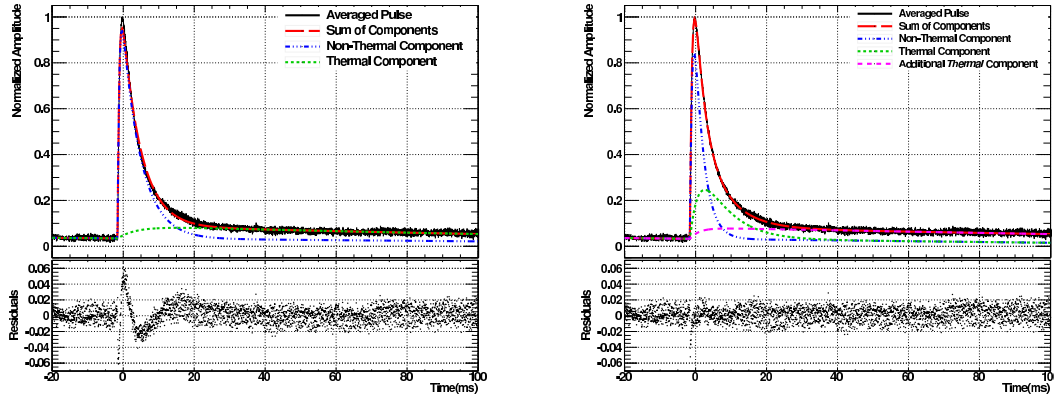 Normalized Amplitude
1
0.8
0.6
0.4
0.2
0
Averaged Pulse
Sum of Components
Non-Thermal Component
Thermal Component
Residuals
0.06
0.04
0.02
0
-0.02
-0.04
-0.06
-20 0 20 40 60 80 100
Time(ms)
Normalized Amplitude
1
0.8
0.6
0.4
0.2
0
Averaged Pulse
Sum of Components
Non-Thermal Component
Thermal Component
Additional Thermal Component
Residuals
0.06
0.04
0.02
0
-0.02
-0.04
-0.06
-20 0 20 40 60 80 100
Time(ms)